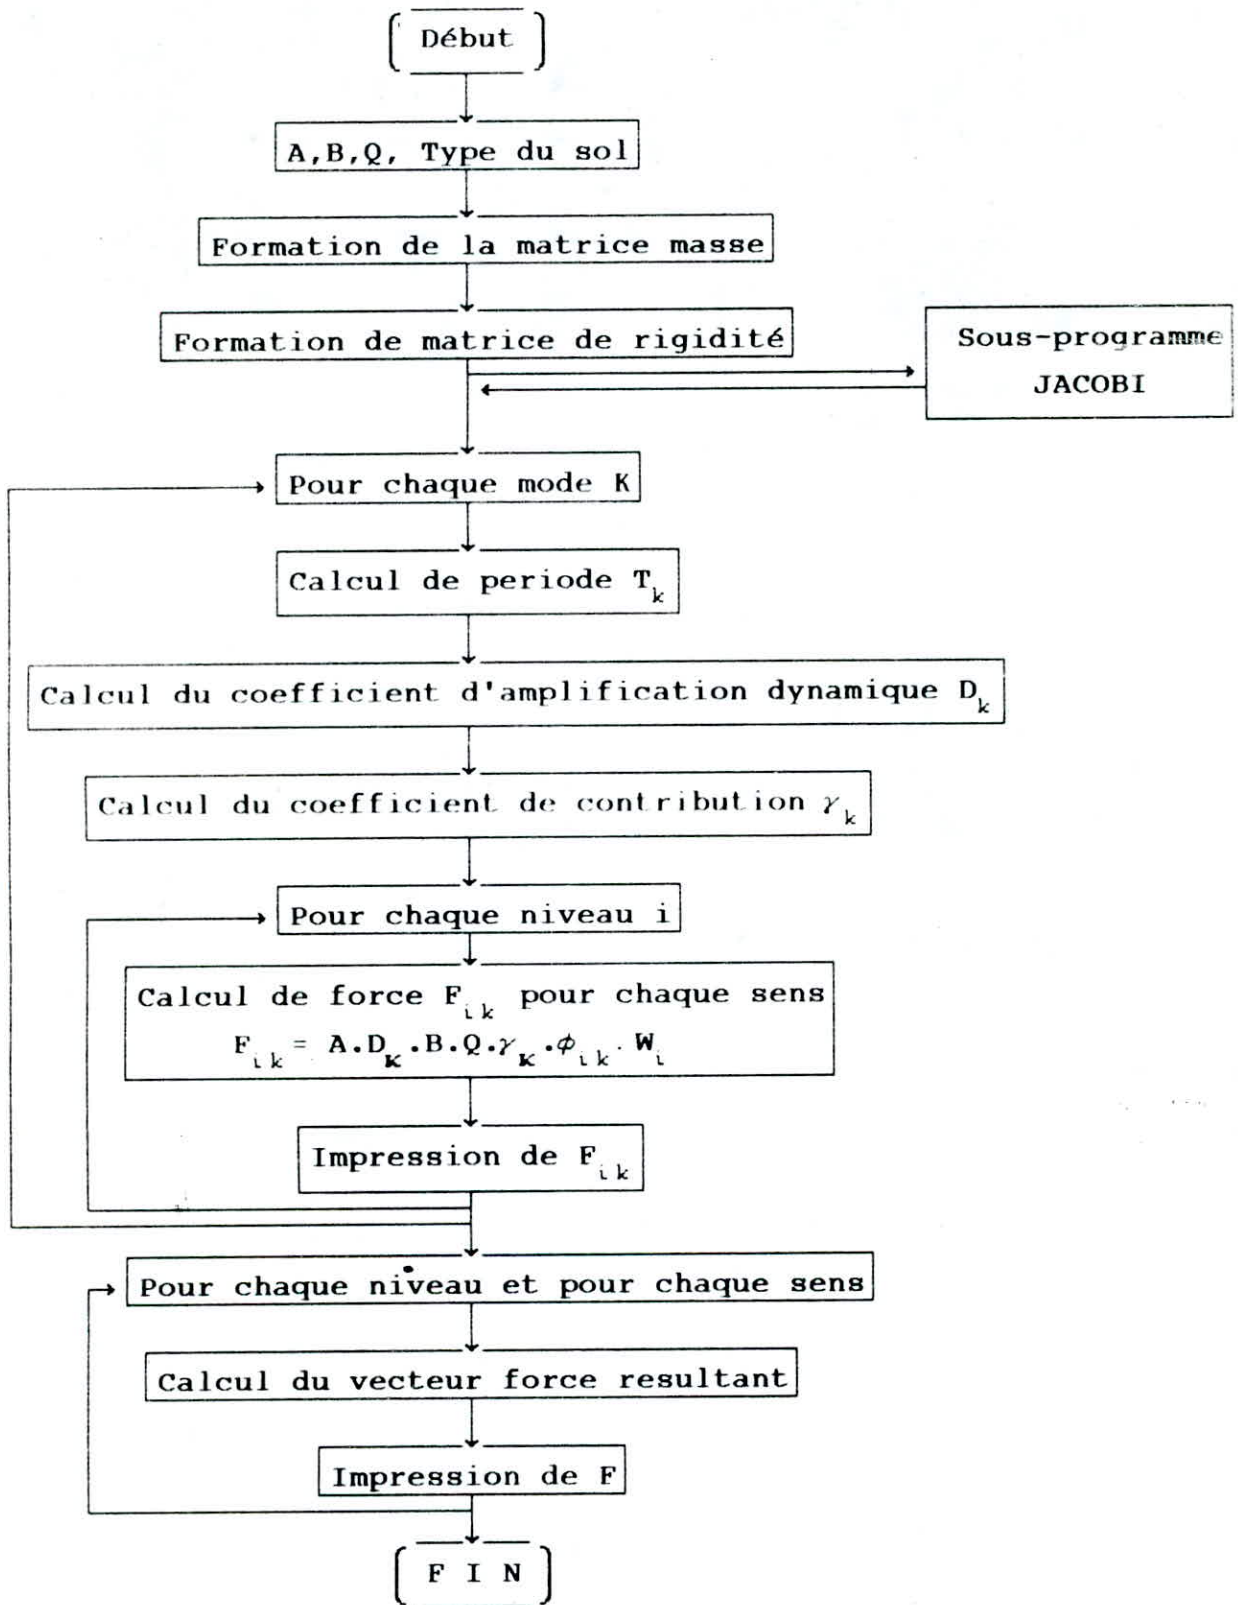 Début
A,B,Q, Type du sol
Formation de la matrice masse
Formation de matrice de rigidité
Sous-programme
JACOBI
Pour chaque mode K
Calcul de periode T_k
Calcul du coefficient d'amplification dynamique D_k
Calcul du coefficient de contribution γ_k
Pour chaque niveau i
Calcul de force F_ik pour chaque sens
F_ik = A.D_K.B.Q.γ_K.ϕ_ik.W_i
Impression de F_ik
Pour chaque niveau et pour chaque sens
Calcul du vecteur force resultant
Impression de F
F I N